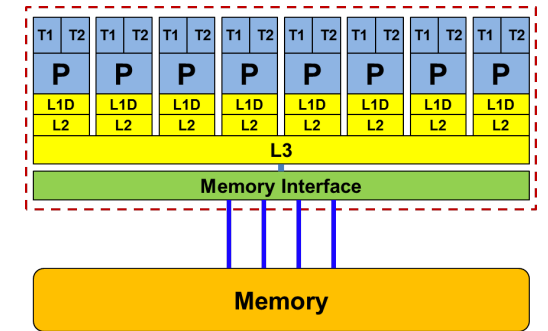 T1 T2 T1 T2 T1 T2 T1 T2 T1 T2 T1 T2 T1 T2 T1 T2
P P P P P P P P
L1D L1D L1D L1D L1D L1D L1D L1D
L2 L2 L2 L2 L2 L2 L2 L2
L3
Memory Interface
Memory